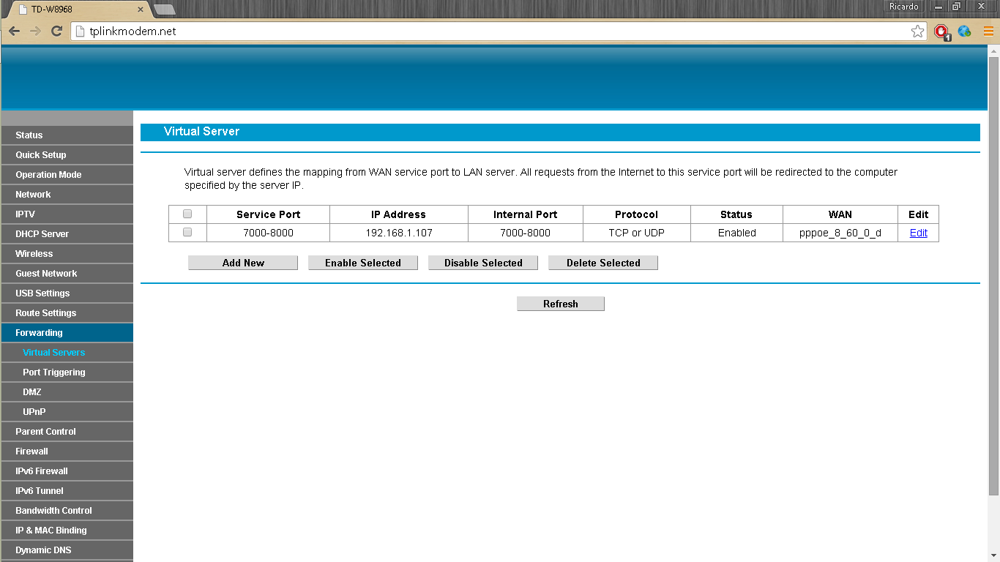 TD-W8968
Ricardo
tplinkmodem.net
1
Status
Quick Setup
Operation Mode
Network
IPTV
DHCP Server
Wireless
Guest Network
USB Settings
Route Settings
Forwarding
Virtual Servers
Port Triggering
DMZ
UPnP
Parent Control
Firewall
IPv6 Firewall
IPv6 Tunnel
Bandwidth Control
IP & MAC Binding
Dynamic DNS
Virtual Server
Virtual server defines the mapping from WAN service port to LAN server. All requests from the Internet to this service port will be redirected to the computer
specified by the server IP.
Service Port IP Address Internal Port Protocol Status WAN Edit
7000-8000 192.168.1.107 7000-8000 TCP or UDP Enabled pppoe_8_60_0_d Edit
Add New Enable Selected Disable Selected Delete Selected
Refresh